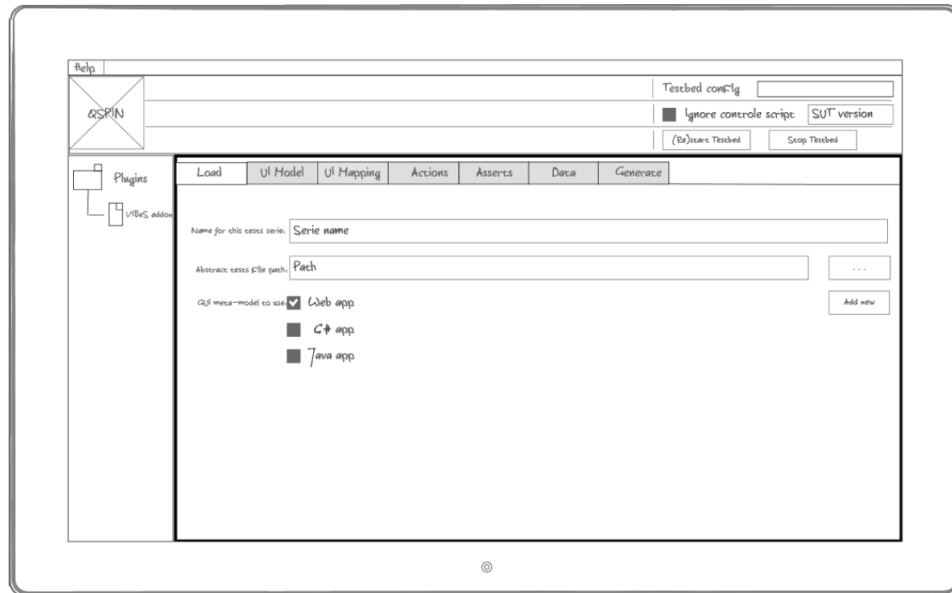 Help
QSPIN
Testbed config
Ignore controle script
SUT version
(Re)start Testbed
Stop Testbed
Plugins
VIBeS addon
Load
UI Model
UI Mapping
Actions
Asserts
Data
Generate
Name for this tests serie:
Serie name
Abstract tests file path:
Path
...
GUI meta-model to use:
Web app
Add new
C# app
Java app